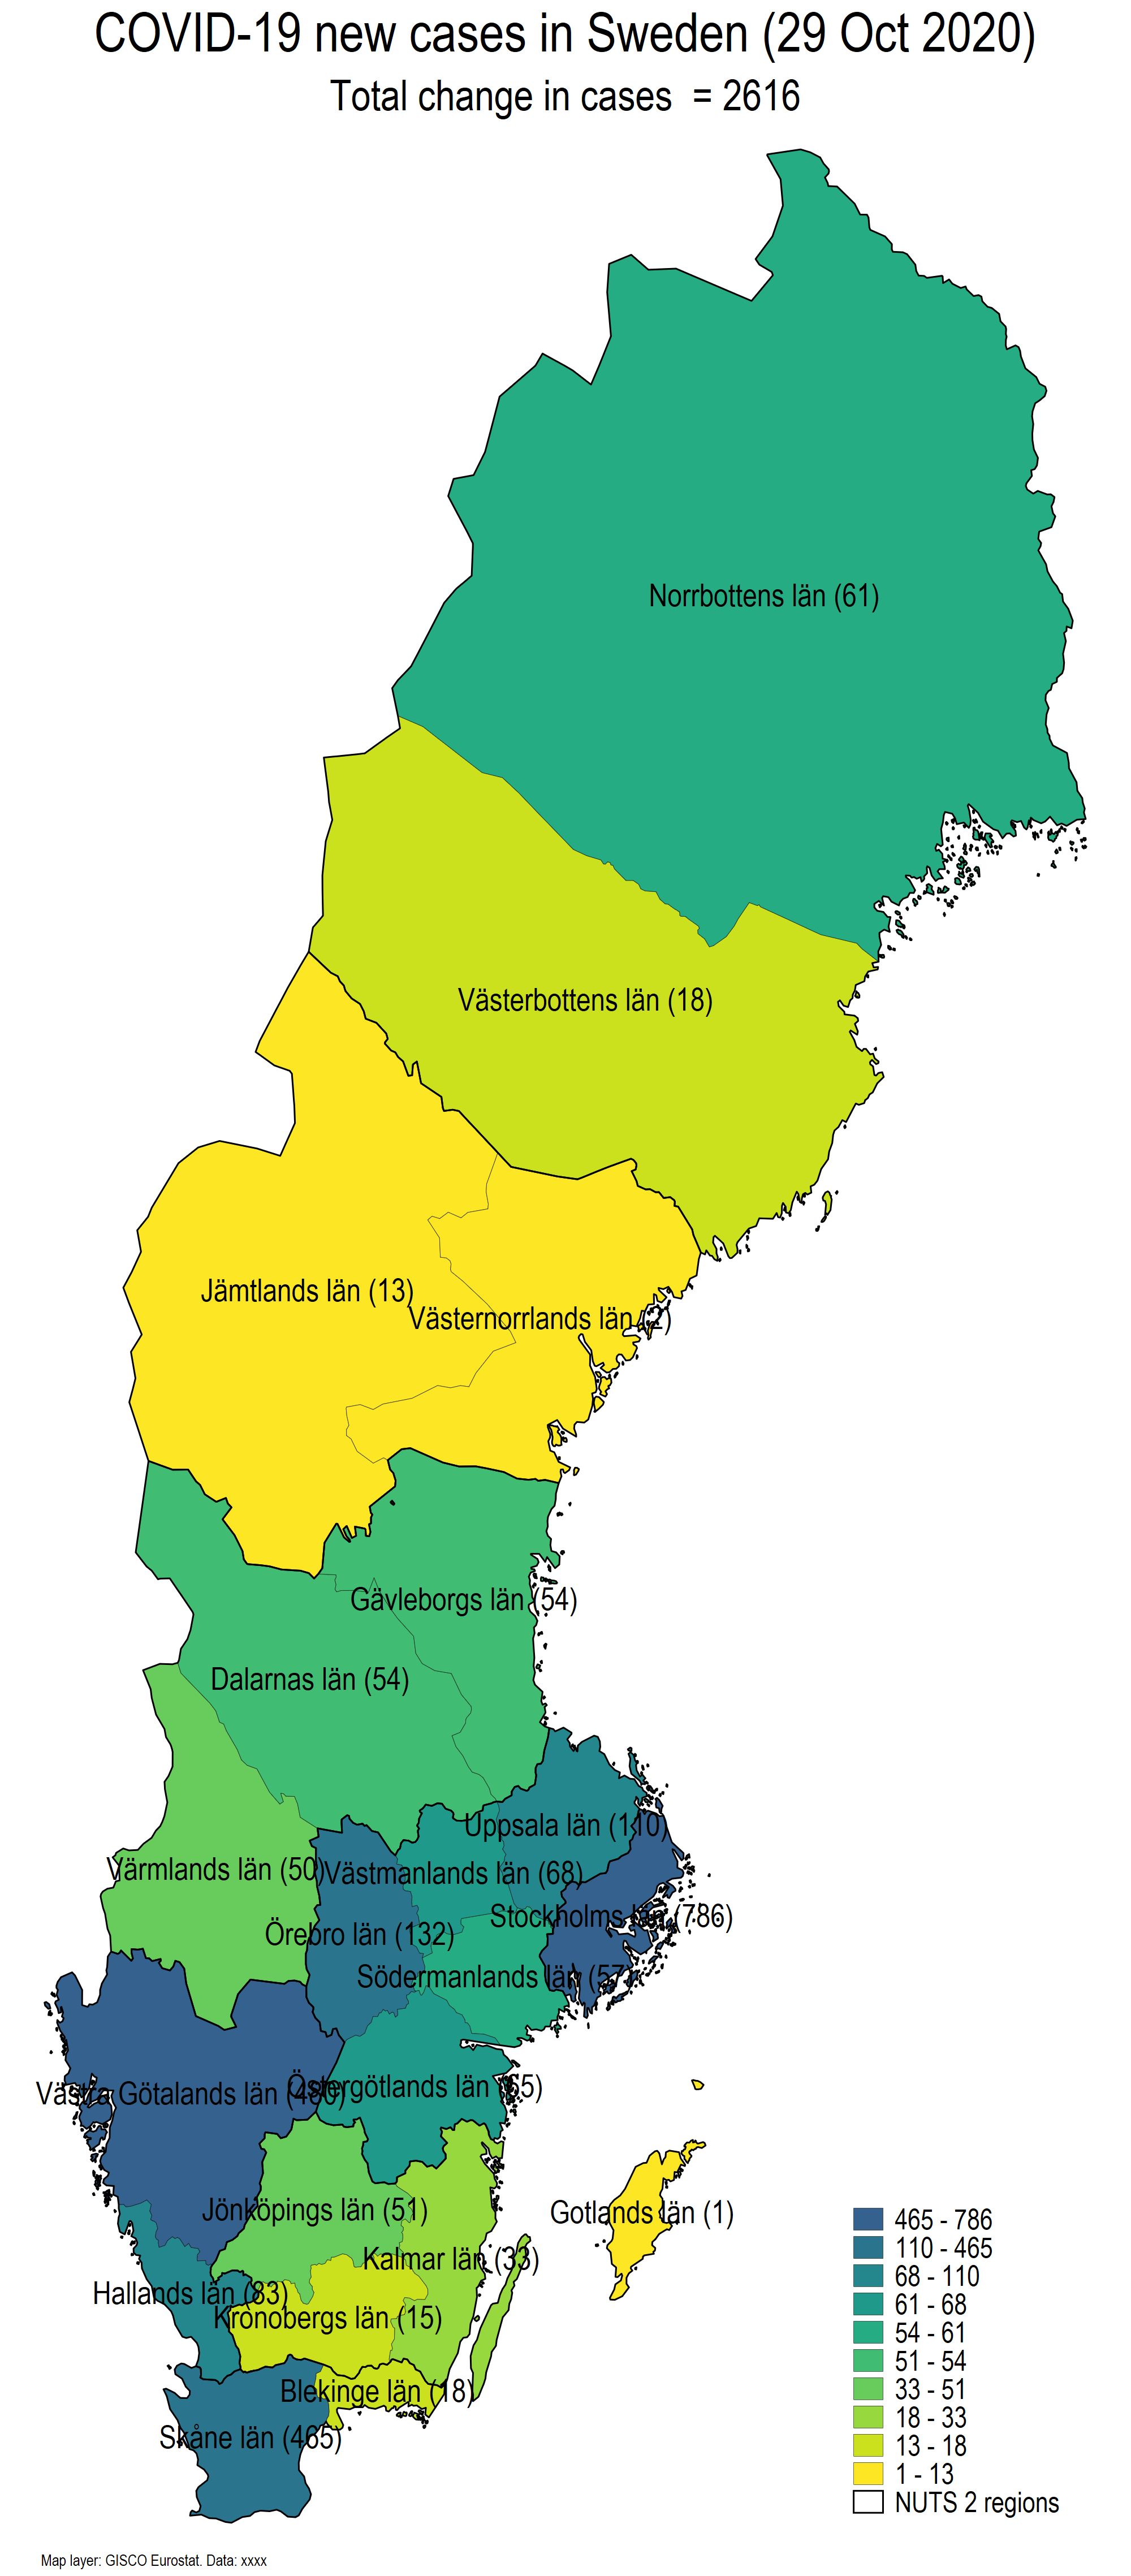 COVID-19 new cases in Sweden (29 Oct 2020)
Total change in cases = 2616
Norrbottens län (61)
Västerbottens län (18)
Jämtlands län (13)
Västernorrlands län (2)
Gävleborgs län (54)
Dalarnas län (54)
Uppsala län (110)
Värmlands län (50)
Västmanlands län (68)
Stockholms län (786)
Örebro län (132)
Södermanlands län (57)
Västra Götalands län
Östergötlands län (65)
Jönköpings län (51)
Gotlands län (1)
Kalmar län (33)
Hallands län (83)
Kronobergs län (15)
Blekinge län (18)
Skåne län (465)
465 - 786
110 - 465
68 - 110
61 - 68
54 - 61
51 - 54
33 - 51
18 - 33
13 - 18
1 - 13
NUTS 2 regions
Map layer: GISCO Eurostat. Data: xxxx